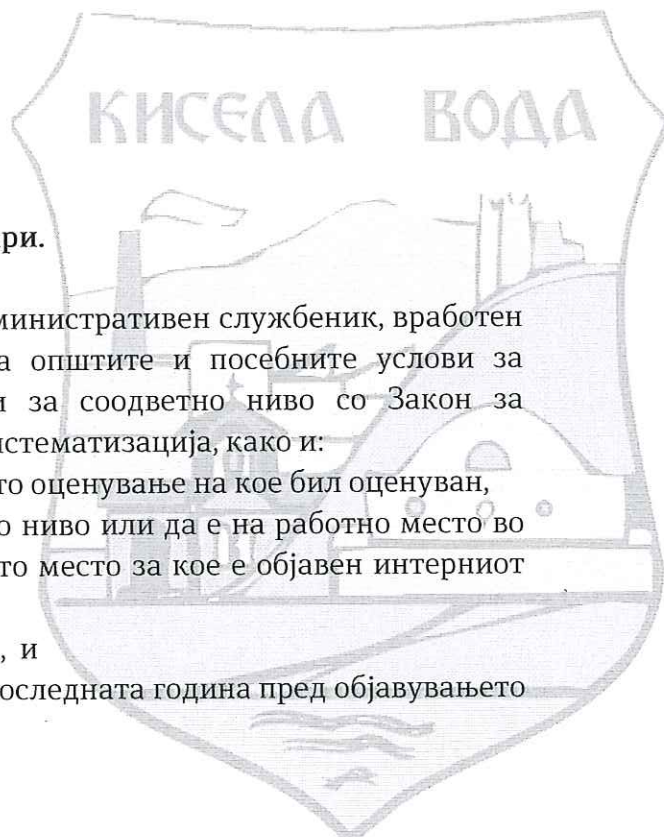 КИСЕЛА ВОДА
ри.
министративен службеник, вработен
а општите и посебните услови за
и за соодветно ниво со Закон за
истематизација, како и:
то оценување на кое бил оценуван,
о ниво или да е на работно место во
то место за кое е објавен интерниот
, и
оследната година пред објавувањето